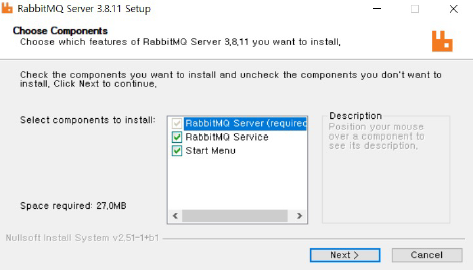 RabbitMQ Server 3.8.11 Setup
Choose Components
Choose which features of RabbitMQ Server 3,8,11 you want to install,
Check the components you want to install and uncheck the components you don't want to
install, Click Next to continue,
Select components to install:
RabbitMQ Server (required
RabbitMQ Service
Start Menu
Description
Position your mouse
over a component to
see its description,
Space required: 27,0MB
Nullsoft Install System v2,51-1+b1
Next >
Cancel